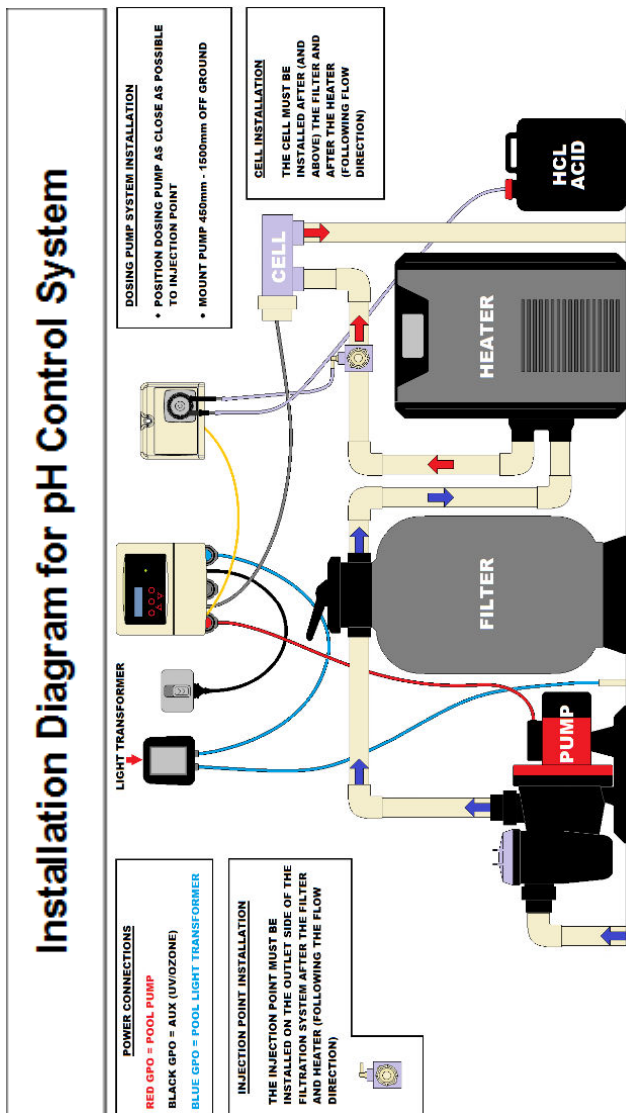 Installation Diagram for pH Control System
POWER CONNECTIONS
RED GPO = POOL PUMP
BLACK GPO = AUX (UV/OZONE)
BLUE GPO = POOL LIGHT TRANSFORMER
INJECTION POINT INSTALLATION
THE INJECTION POINT MUST BE
INSTALLED ON THE OUTLET SIDE OF THE
FILTRATION SYSTEM AFTER THE FILTER
AND HEATER (FOLLOWING THE FLOW
DIRECTION)
LIGHT TRANSFORMER
DOSING PUMP SYSTEM INSTALLATION
• POSITION DOSING PUMP AS CLOSE AS POSSIBLE
TO INJECTION POINT
• MOUNT PUMP 450mm - 1500mm OFF GROUND
CELL INSTALLATION
THE CELL MUST BE
INSTALLED AFTER (AND
ABOVE) THE FILTER AND
AFTER THE HEATER
(FOLLOWING FLOW
DIRECTION)
CELL
PUMP
FILTER
HEATER
HCL
ACID